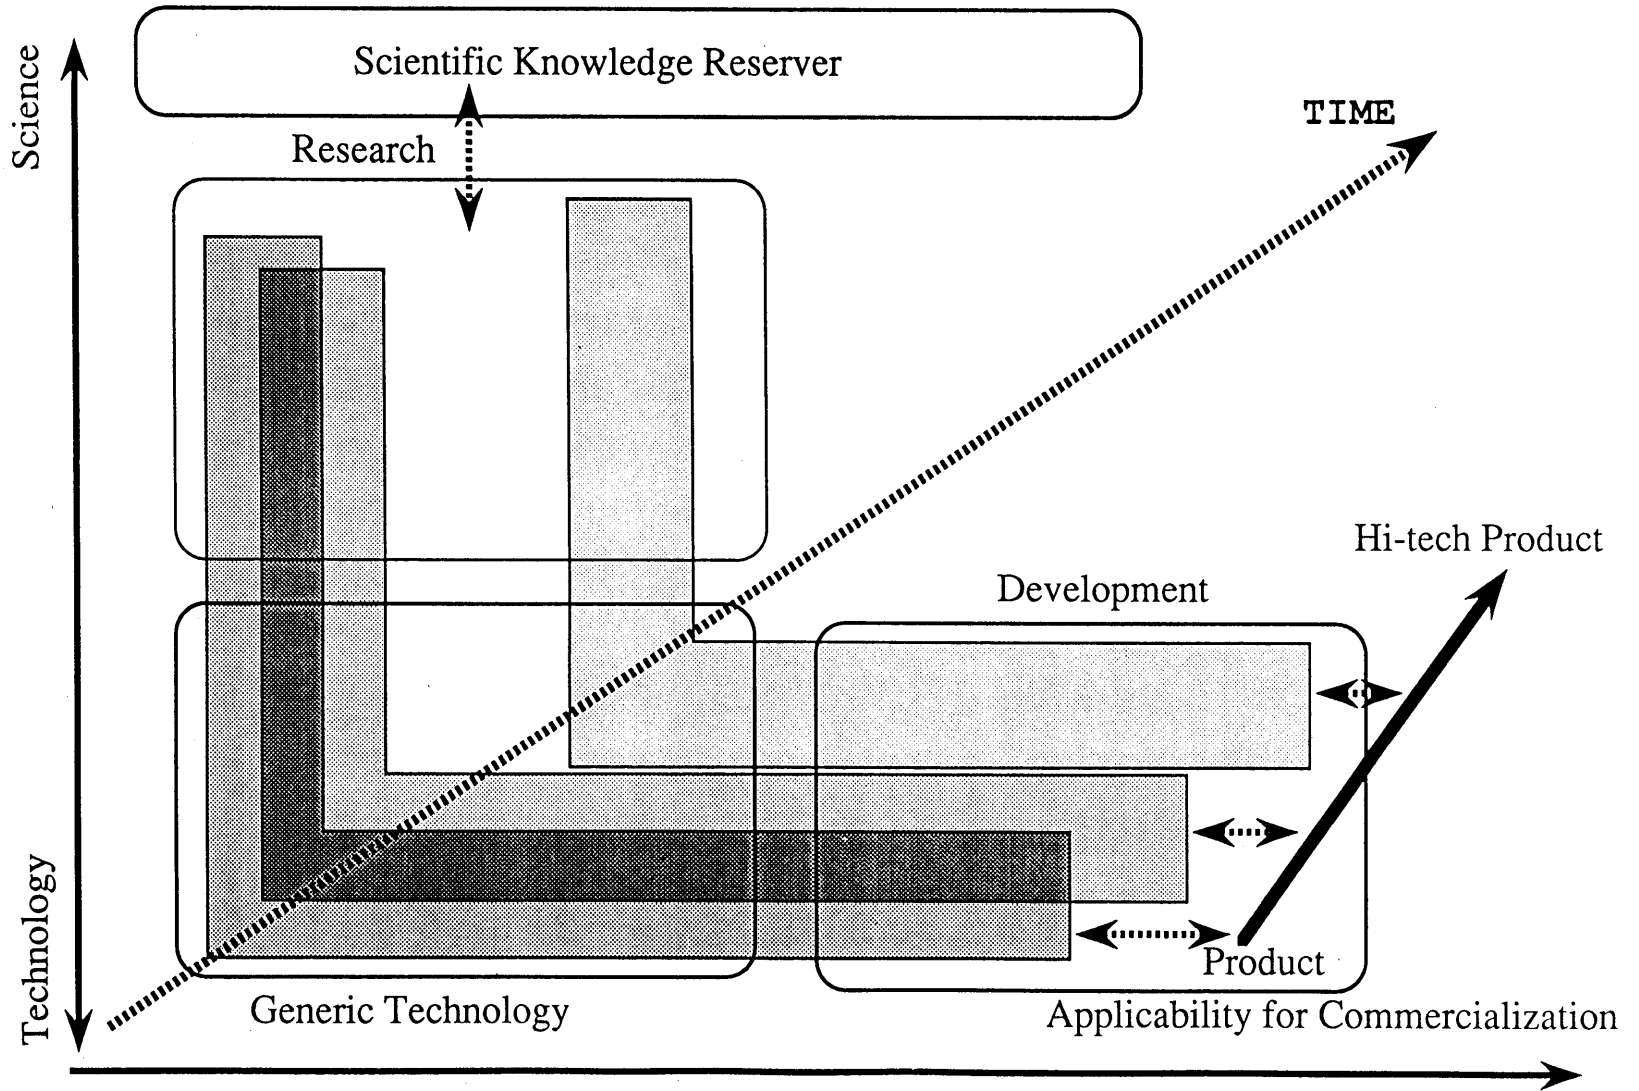 Science
Scientific Knowledge Reserver
TIME
Research
Hi-tech Product
Development
Technology
Product
Generic Technology
Applicability for Commercialization